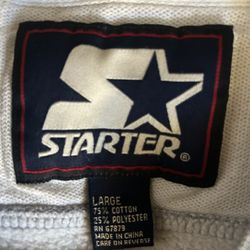 STARTER®
LARGE
75% COTTON
25% POLYESTER
RN 67879
MADE IN CHINA
CARE ON REVERSE